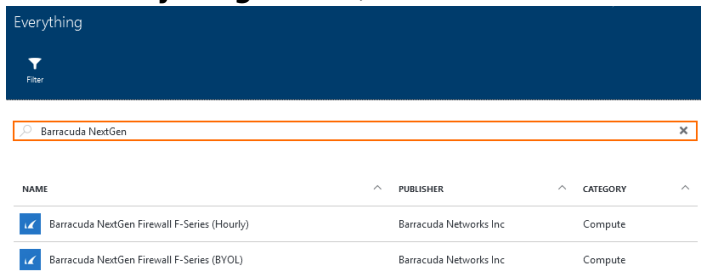 Everything
Filter
Barracuda NextGen
NAME PUBLISHER CATEGORY
Barracuda NextGen Firewall F-Series (Hourly) Barracuda Networks Inc Compute
Barracuda NextGen Firewall F-Series (BYOL) Barracuda Networks Inc Compute